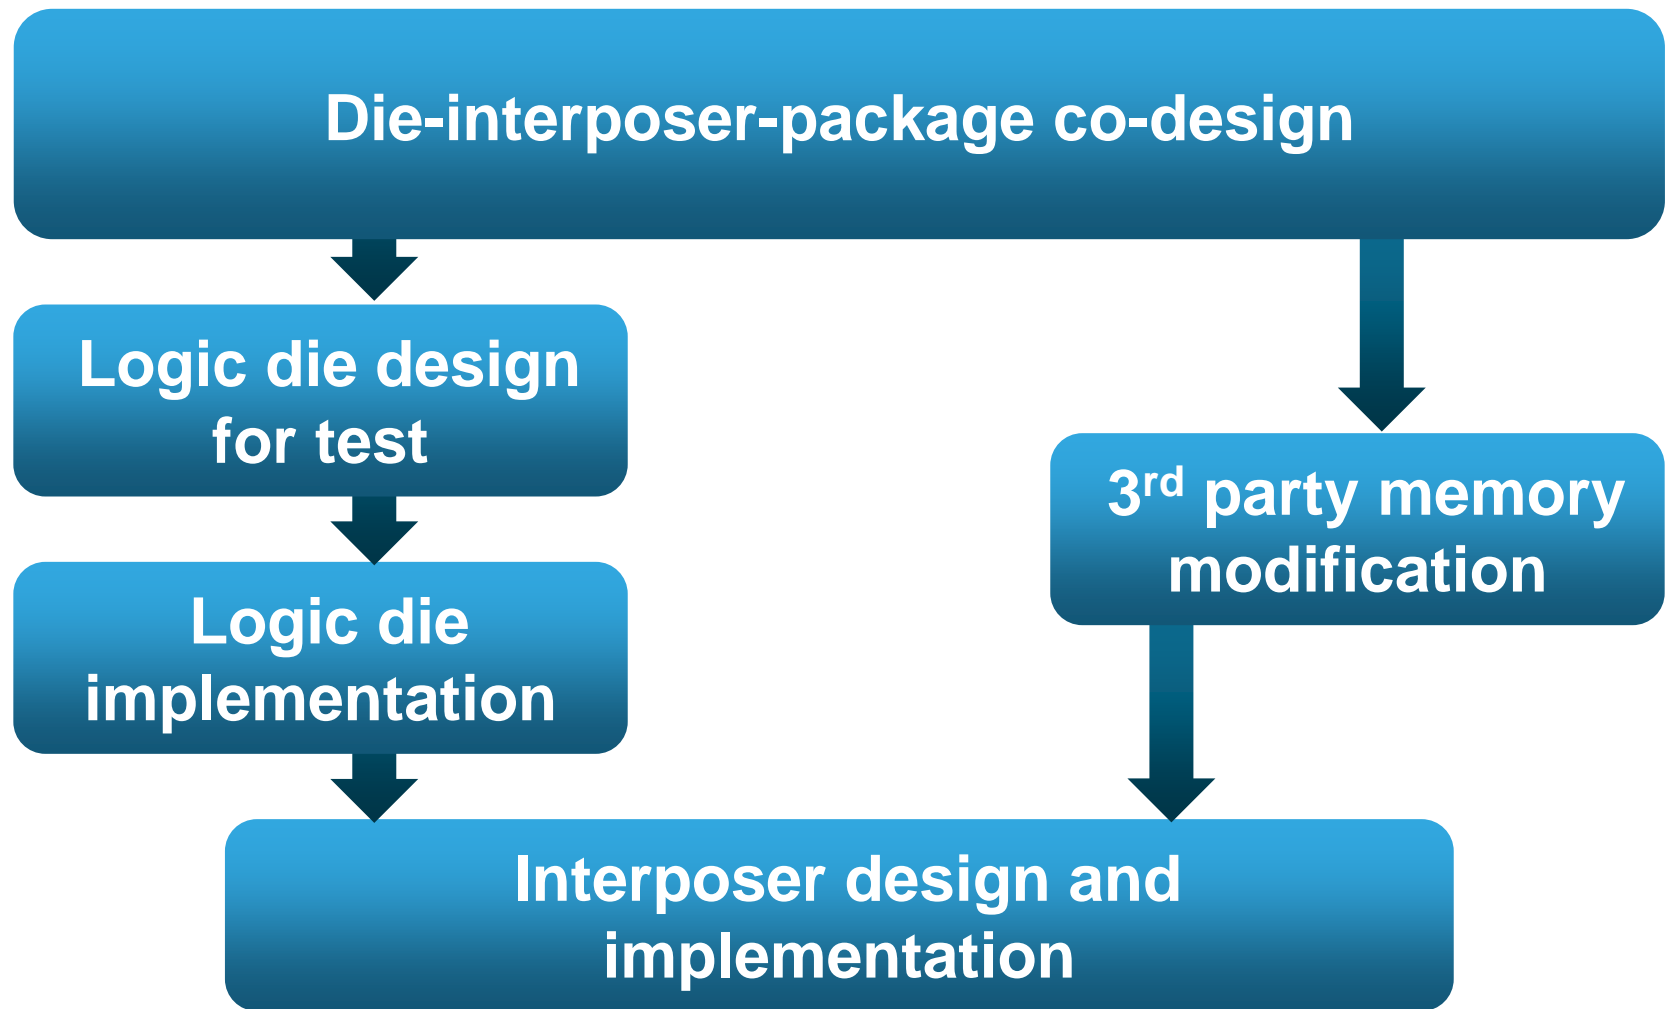 Die-interposer-package co-design
Logic die design
for test
3rd party memory
modification
Logic die
implementation
Interposer design and
implementation